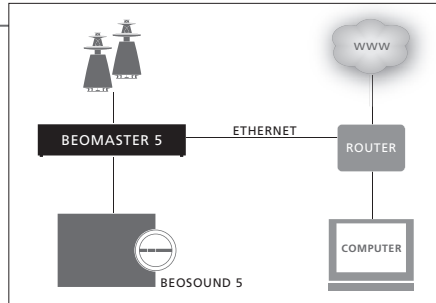 WWW
BEOMASTER 5
ETHERNET
ROUTER
COMPUTER
BEOSOUND 5